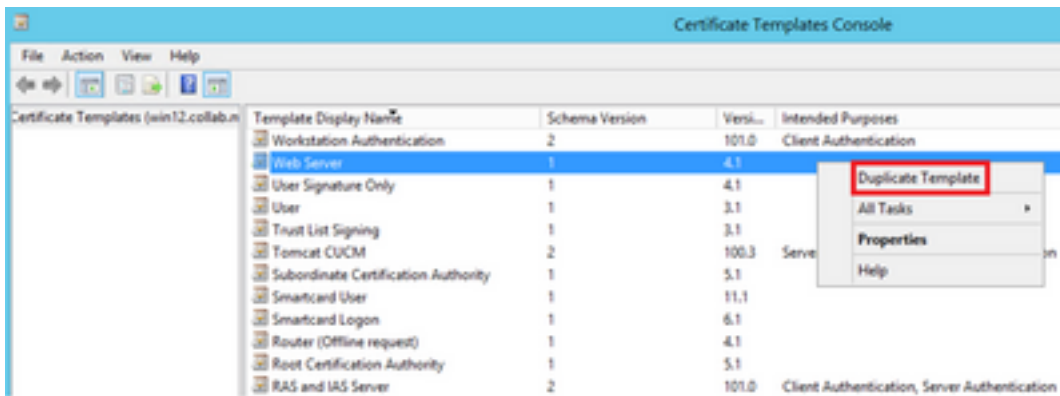 Certificate Templates Console
File Action View Help
Certificate Templates (win12.collab.n Template Display Name Schema Version Versi... Intended Purposes
Workstation Authentication 2 101.0 Client Authentication
Web Server 1 4.1
Duplicate Template
User Signature Only 1 4.1
User 1 3.1 All Tasks
Trust List Signing 1 3.1 Properties
Tomcat CUCM 2 100.3 Serve on
Subordinate Certification Authority 1 5.1 Help
Smartcard User 1 11.1
Smartcard Logon 1 6.1
Router (Offline request) 1 4.1
Root Certification Authority 1 5.1
RAS and IAS Server 2 101.0 Client Authentication, Server Authentication